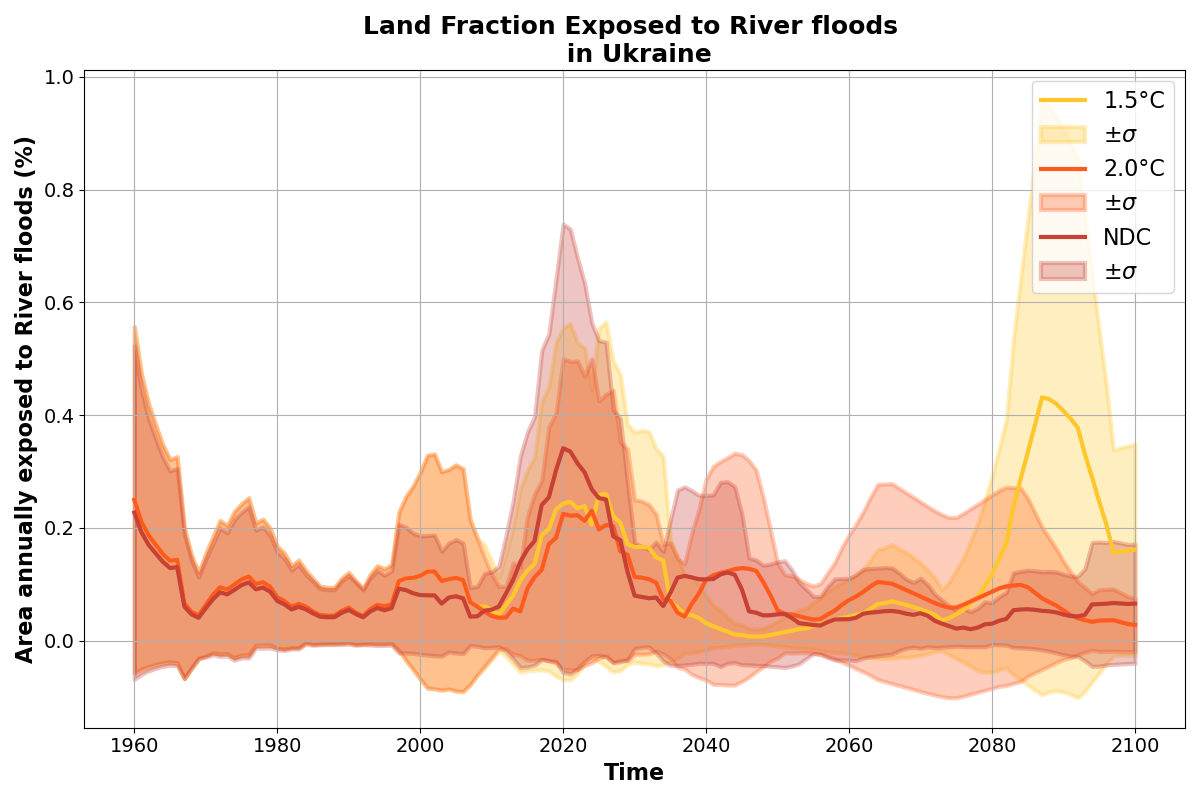 Land Fraction Exposed to River floods
in Ukraine
Area annually exposed to River floods (%)
1.0
0.8
0.6
0.4
0.2
0.0
1960
1980
2000
2020
2040
2060
2080
2100
Time
1.5°C
±σ
2.0°C
±σ
NDC
±σ